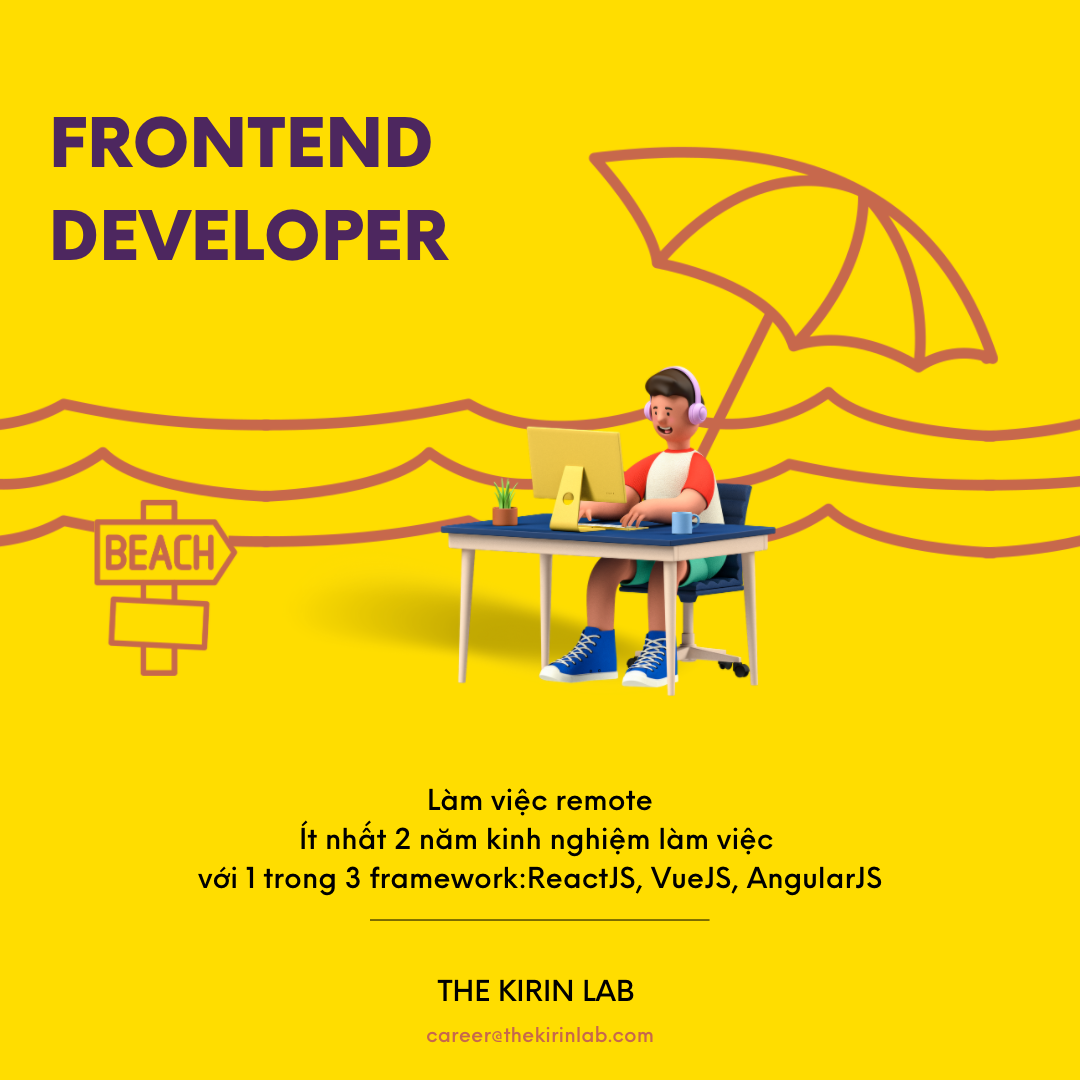 FRONTEND
DEVELOPER
BEACH
Làm việc remote
Ít nhất 2 năm kinh nghiệm làm việc
với 1 trong 3 framework:ReactJS, VueJS, AngularJS
THE KIRIN LAB
career@thekirinlab.com